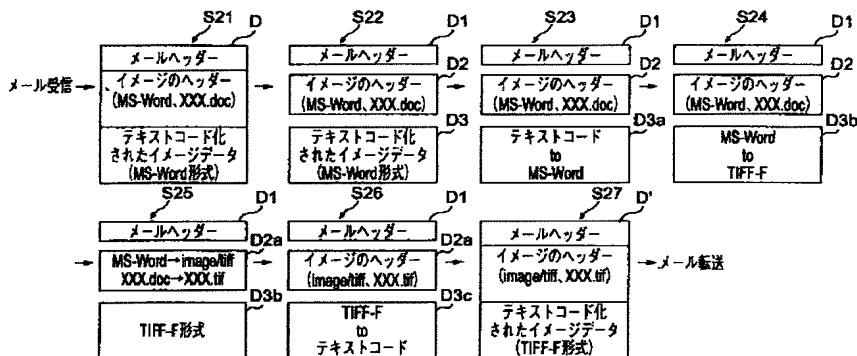 S21
D
メールヘッダー
イメージのヘッダー
(MS-Word、XXX.doc)
テキストコード化
されたイメージデータ
(MS-Word形式)
メール受信
S22
D1
メールヘッダー
D2
イメージのヘッダー
(MS-Word、XXX.doc)
D3
テキストコード化
されたイメージデータ
(MS-Word形式)
S23
D1
メールヘッダー
D2
イメージのヘッダー
(MS-Word、XXX.doc)
D3a
テキストコード
to
MS-Word
S24
D1
メールヘッダー
D2
イメージのヘッダー
(MS-Word、XXX.doc)
D3b
MS-Word
to
TIFF-F
S25
D1
メールヘッダー
D2a
MS-Word→image/tiff
XXX.doc→XXX.tif
D3b
TIFF-F形式
S26
D1
メールヘッダー
D2a
イメージのヘッダー
(image/tiff、XXX.tif)
D3c
TIFF-F
to
テキストコード
S27
D'
メールヘッダー
イメージのヘッダー
(image/tiff、XXX.tif)
テキストコード化
されたイメージデータ
(TIFF-F形式)
メール転送